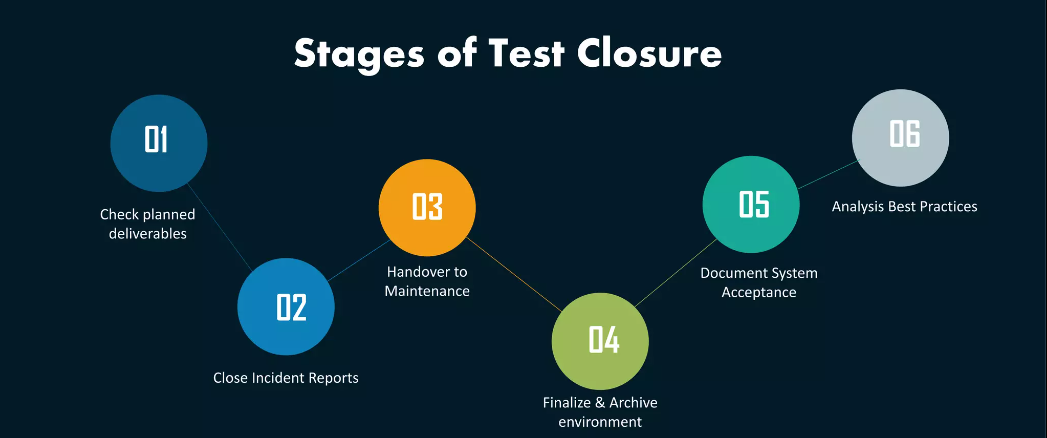 Stages of Test Closure
01
Check planned
deliverables
02
Close Incident Reports
03
Handover to
Maintenance
04
Finalize & Archive
environment
05
Document System
Acceptance
06
Analysis Best Practices